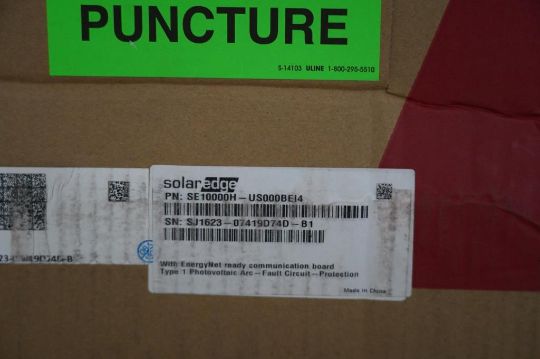 PUNCTURE
S-14103 ULINE 1-800-295-5510
solaredge
PN: SE10000H-US000BEI4
SN: SJ1623-07419D74D-B1
With EnergyNet ready communication board
Type 1 Photovoltaic Arc-Fault Circuit-Protection
Made in China